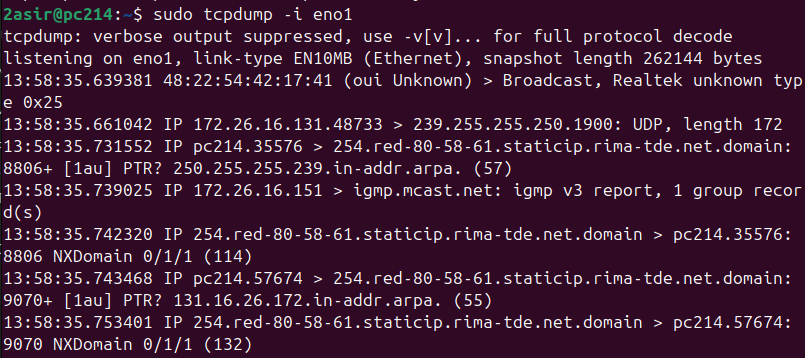 2asir@pc214:~$ sudo tcpdump -i eno1
tcpdump: verbose output suppressed, use -v[v]... for full protocol decode
listening on eno1, link-type EN10MB (Ethernet), snapshot length 262144 bytes
13:58:35.639381 48:22:54:42:17:41 (oui Unknown) > Broadcast, Realtek unknown typ
e 0x25
13:58:35.661042 IP 172.26.16.131.48733 > 239.255.255.250.1900: UDP, length 172
13:58:35.731552 IP pc214.35576 > 254.red-80-58-61.staticip.rima-tde.net.domain:
8806+ [1au] PTR? 250.255.255.239.in-addr.arpa. (57)
13:58:35.739025 IP 172.26.16.151 > igmp.mcast.net: igmp v3 report, 1 group recor
d(s)
13:58:35.742320 IP 254.red-80-58-61.staticip.rima-tde.net.domain > pc214.35576:
8806 NXDomain 0/1/1 (114)
13:58:35.743468 IP pc214.57674 > 254.red-80-58-61.staticip.rima-tde.net.domain:
9070+ [1au] PTR? 131.16.26.172.in-addr.arpa. (55)
13:58:35.753401 IP 254.red-80-58-61.staticip.rima-tde.net.domain > pc214.57674:
9070 NXDomain 0/1/1 (132)